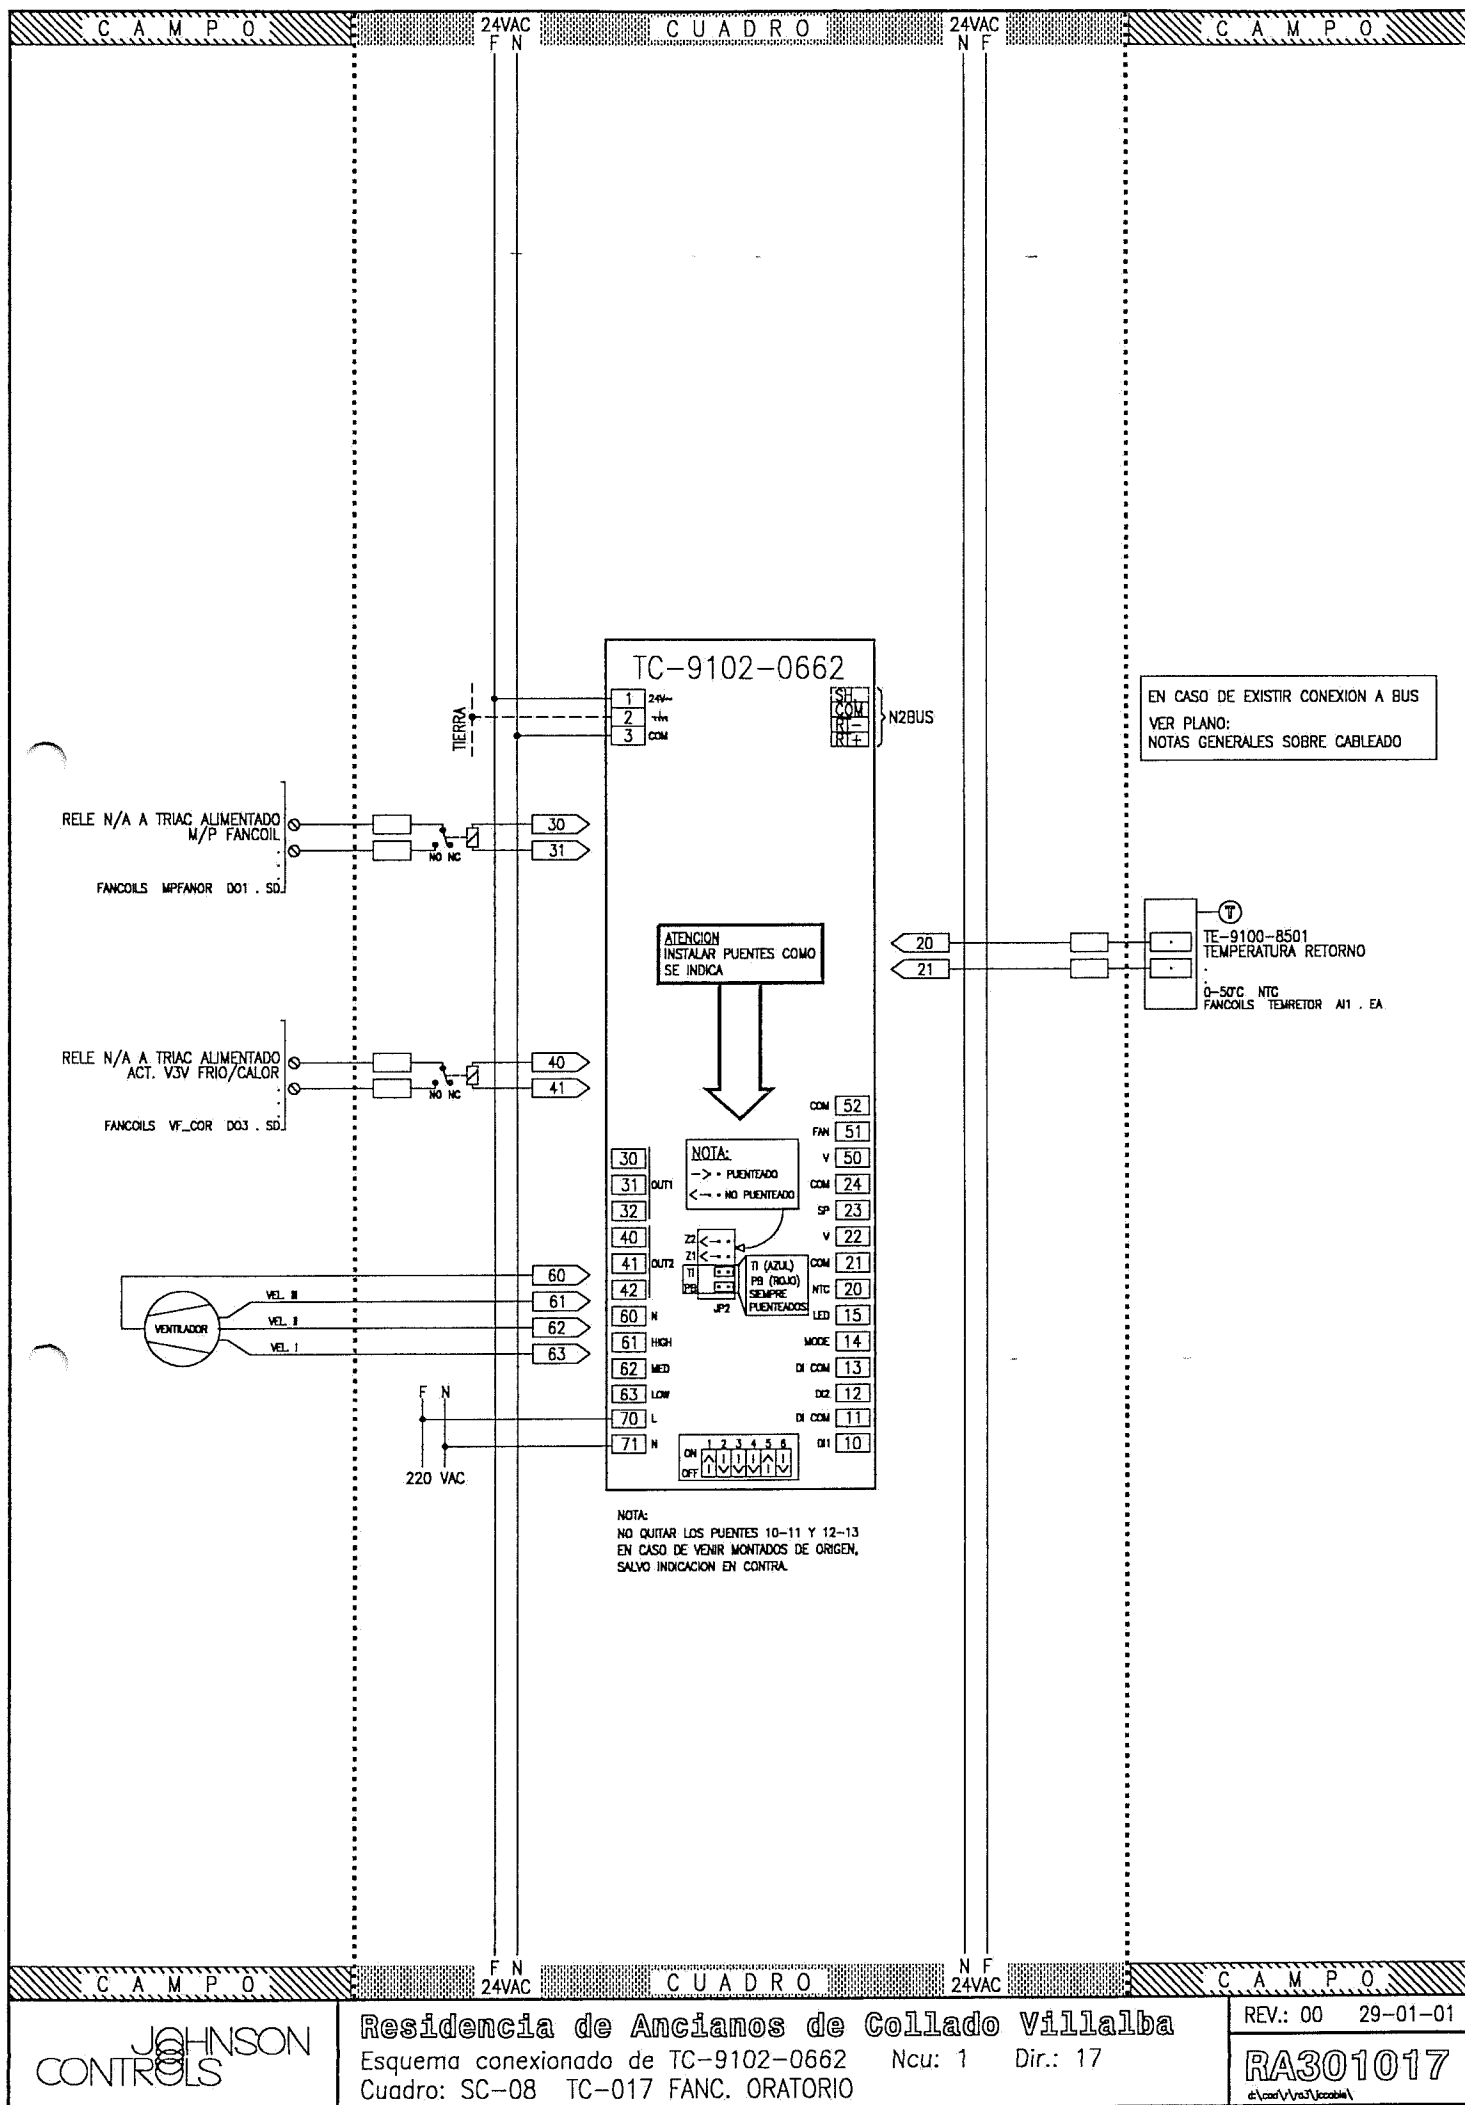 C A M P O
24VAC
F N
C U A D R O
24VAC
N F
C A M P O
TC-9102-0662
1 24V~
2
3 COM
TIERRA
SH.
COM
RT-
RT+
N2BUS
EN CASO DE EXISTIR CONEXION A BUS
VER PLANO:
NOTAS GENERALES SOBRE CABLEADO
RELE N/A A TRIAC ALIMENTADO
M/P FANCOIL
.
.
FANCOILS MPFANOR DO1 . SD
NO NC
30
31
ATENCION
INSTALAR PUENTES COMO
SE INDICA
20
21
T
TE-9100-8501
TEMPERATURA RETORNO
.
.
0-50°C NTC
FANCOILS TEMRETOR AI1 . EA
RELE N/A A TRIAC ALIMENTADO
ACT. V3V FRIO/CALOR
.
.
FANCOILS VF_COR DO3 . SD
NO NC
40
41
30
31 OUT1
32
40
41 OUT2
42
60 N
61 HIGH
62 MED
63 LOW
70 L
71 N
NOTA:
-> • PUENTEADO
<-- • NO PUENTEADO
Z2 <-- •
Z1 <-- •
TI
PB
JP2
TI (AZUL)
PB (ROJO)
SIEMPRE
PUENTEADOS
COM 52
FAN 51
V 50
COM 24
SP 23
V 22
COM 21
NTC 20
LED 15
MODE 14
DI COM 13
DI2 12
DI COM 11
DI1 10
VENTILADOR
VEL. III
VEL. II
VEL. I
60
61
62
63
F N
220 VAC
1 2 3 4 5 6
ON
OFF
NOTA:
NO QUITAR LOS PUENTES 10-11 Y 12-13
EN CASO DE VENIR MONTADOS DE ORIGEN,
SALVO INDICACION EN CONTRA.
C A M P O
F N
24VAC
C U A D R O
N F
24VAC
C A M P O
JOHNSON
CONTROLS
Residencia de Ancianos de Collado Villalba
Esquema conexionado de TC-9102-0662 Ncu: 1 Dir.: 17
Cuadro: SC-08 TC-017 FANC. ORATORIO
REV.: 00 29-01-01
RA301017